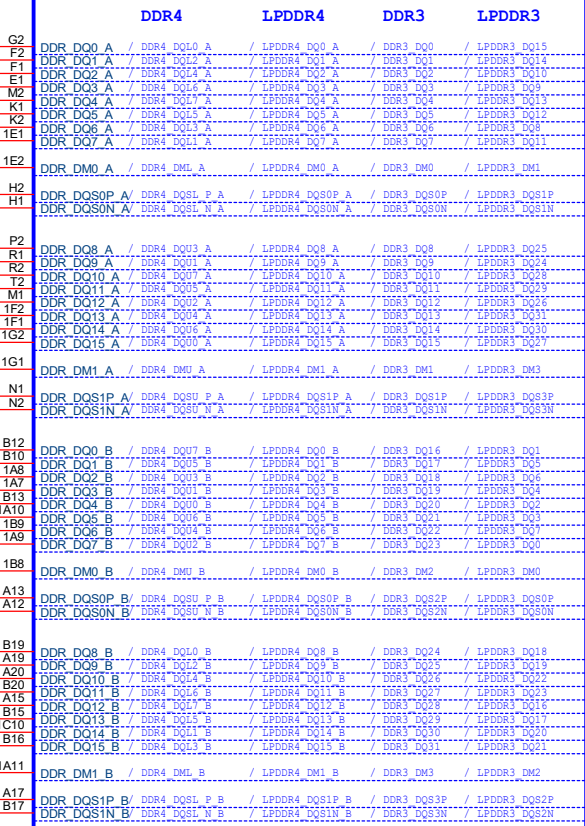 DDR4 LPDDR4 DDR3 LPDDR3
G2 DDR_DQ0_A / DDR4_DQL0_A / LPDDR4_DQ0_A / DDR3_DQ0 / LPDDR3_DQ15
F2 DDR_DQ1_A / DDR4_DQL2_A / LPDDR4_DQ1_A / DDR3_DQ1 / LPDDR3_DQ14
F1 DDR_DQ2_A / DDR4_DQL4_A / LPDDR4_DQ2_A / DDR3_DQ2 / LPDDR3_DQ10
E1 DDR_DQ3_A / DDR4_DQL6_A / LPDDR4_DQ3_A / DDR3_DQ3 / LPDDR3_DQ9
M2 DDR_DQ4_A / DDR4_DQL7_A / LPDDR4_DQ4_A / DDR3_DQ4 / LPDDR3_DQ13
K1 DDR_DQ5_A / DDR4_DQL5_A / LPDDR4_DQ5_A / DDR3_DQ5 / LPDDR3_DQ12
K2 DDR_DQ6_A / DDR4_DQL3_A / LPDDR4_DQ6_A / DDR3_DQ6 / LPDDR3_DQ8
1E1 DDR_DQ7_A / DDR4_DQL1_A / LPDDR4_DQ7_A / DDR3_DQ7 / LPDDR3_DQ11
1E2 DDR_DM0_A / DDR4_DML_A / LPDDR4_DM0_A / DDR3_DM0 / LPDDR3_DM1
H2 DDR_DQS0P_A / DDR4_DQSL_P_A / LPDDR4_DQS0P_A / DDR3_DQS0P / LPDDR3_DQS1P
H1 DDR_DQS0N_A / DDR4_DQSL_N_A / LPDDR4_DQS0N_A / DDR3_DQS0N / LPDDR3_DQS1N
P2 DDR_DQ8_A / DDR4_DQU3_A / LPDDR4_DQ8_A / DDR3_DQ8 / LPDDR3_DQ25
R1 DDR_DQ9_A / DDR4_DQU1_A / LPDDR4_DQ9_A / DDR3_DQ9 / LPDDR3_DQ24
R2 DDR_DQ10_A / DDR4_DQU7_A / LPDDR4_DQ10_A / DDR3_DQ10 / LPDDR3_DQ28
T2 DDR_DQ11_A / DDR4_DQU5_A / LPDDR4_DQ11_A / DDR3_DQ11 / LPDDR3_DQ29
M1 DDR_DQ12_A / DDR4_DQU2_A / LPDDR4_DQ12_A / DDR3_DQ12 / LPDDR3_DQ26
1F2 DDR_DQ13_A / DDR4_DQU4_A / LPDDR4_DQ13_A / DDR3_DQ13 / LPDDR3_DQ31
1F1 DDR_DQ14_A / DDR4_DQU6_A / LPDDR4_DQ14_A / DDR3_DQ14 / LPDDR3_DQ30
1G2 DDR_DQ15_A / DDR4_DQU0_A / LPDDR4_DQ15_A / DDR3_DQ15 / LPDDR3_DQ27
1G1 DDR_DM1_A / DDR4_DMU_A / LPDDR4_DM1_A / DDR3_DM1 / LPDDR3_DM3
N1 DDR_DQS1P_A / DDR4_DQSU_P_A / LPDDR4_DQS1P_A / DDR3_DQS1P / LPDDR3_DQS3P
N2 DDR_DQS1N_A / DDR4_DQSU_N_A / LPDDR4_DQS1N_A / DDR3_DQS1N / LPDDR3_DQS3N
B12 DDR_DQ0_B / DDR4_DQU7_B / LPDDR4_DQ0_B / DDR3_DQ16 / LPDDR3_DQ1
B10 DDR_DQ1_B / DDR4_DQU5_B / LPDDR4_DQ1_B / DDR3_DQ17 / LPDDR3_DQ5
1A8 DDR_DQ2_B / DDR4_DQU3_B / LPDDR4_DQ2_B / DDR3_DQ18 / LPDDR3_DQ6
1A7 DDR_DQ3_B / DDR4_DQU1_B / LPDDR4_DQ3_B / DDR3_DQ19 / LPDDR3_DQ4
B13 DDR_DQ4_B / DDR4_DQU0_B / LPDDR4_DQ4_B / DDR3_DQ20 / LPDDR3_DQ2
1A10 DDR_DQ5_B / DDR4_DQU6_B / LPDDR4_DQ5_B / DDR3_DQ21 / LPDDR3_DQ3
1B9 DDR_DQ6_B / DDR4_DQU4_B / LPDDR4_DQ6_B / DDR3_DQ22 / LPDDR3_DQ7
1A9 DDR_DQ7_B / DDR4_DQU2_B / LPDDR4_DQ7_B / DDR3_DQ23 / LPDDR3_DQ0
1B8 DDR_DM0_B / DDR4_DMU_B / LPDDR4_DM0_B / DDR3_DM2 / LPDDR3_DM0
A13 DDR_DQS0P_B / DDR4_DQSU_P_B / LPDDR4_DQS0P_B / DDR3_DQS2P / LPDDR3_DQS0P
A12 DDR_DQS0N_B / DDR4_DQSU_N_B / LPDDR4_DQS0N_B / DDR3_DQS2N / LPDDR3_DQS0N
B19 DDR_DQ8_B / DDR4_DQL0_B / LPDDR4_DQ8_B / DDR3_DQ24 / LPDDR3_DQ18
A19 DDR_DQ9_B / DDR4_DQL2_B / LPDDR4_DQ9_B / DDR3_DQ25 / LPDDR3_DQ19
A20 DDR_DQ10_B / DDR4_DQL4_B / LPDDR4_DQ10_B / DDR3_DQ26 / LPDDR3_DQ22
B20 DDR_DQ11_B / DDR4_DQL6_B / LPDDR4_DQ11_B / DDR3_DQ27 / LPDDR3_DQ23
A15 DDR_DQ12_B / DDR4_DQL7_B / LPDDR4_DQ12_B / DDR3_DQ28 / LPDDR3_DQ16
B15 DDR_DQ13_B / DDR4_DQL5_B / LPDDR4_DQ13_B / DDR3_DQ29 / LPDDR3_DQ17
C10 DDR_DQ14_B / DDR4_DQL1_B / LPDDR4_DQ14_B / DDR3_DQ30 / LPDDR3_DQ20
B16 DDR_DQ15_B / DDR4_DQL3_B / LPDDR4_DQ15_B / DDR3_DQ31 / LPDDR3_DQ21
1A11 DDR_DM1_B / DDR4_DML_B / LPDDR4_DM1_B / DDR3_DM3 / LPDDR3_DM2
A17 DDR_DQS1P_B / DDR4_DQSL_P_B / LPDDR4_DQS1P_B / DDR3_DQS3P / LPDDR3_DQS2P
B17 DDR_DQS1N_B / DDR4_DQSL_N_B / LPDDR4_DQS1N_B / DDR3_DQS3N / LPDDR3_DQS2N